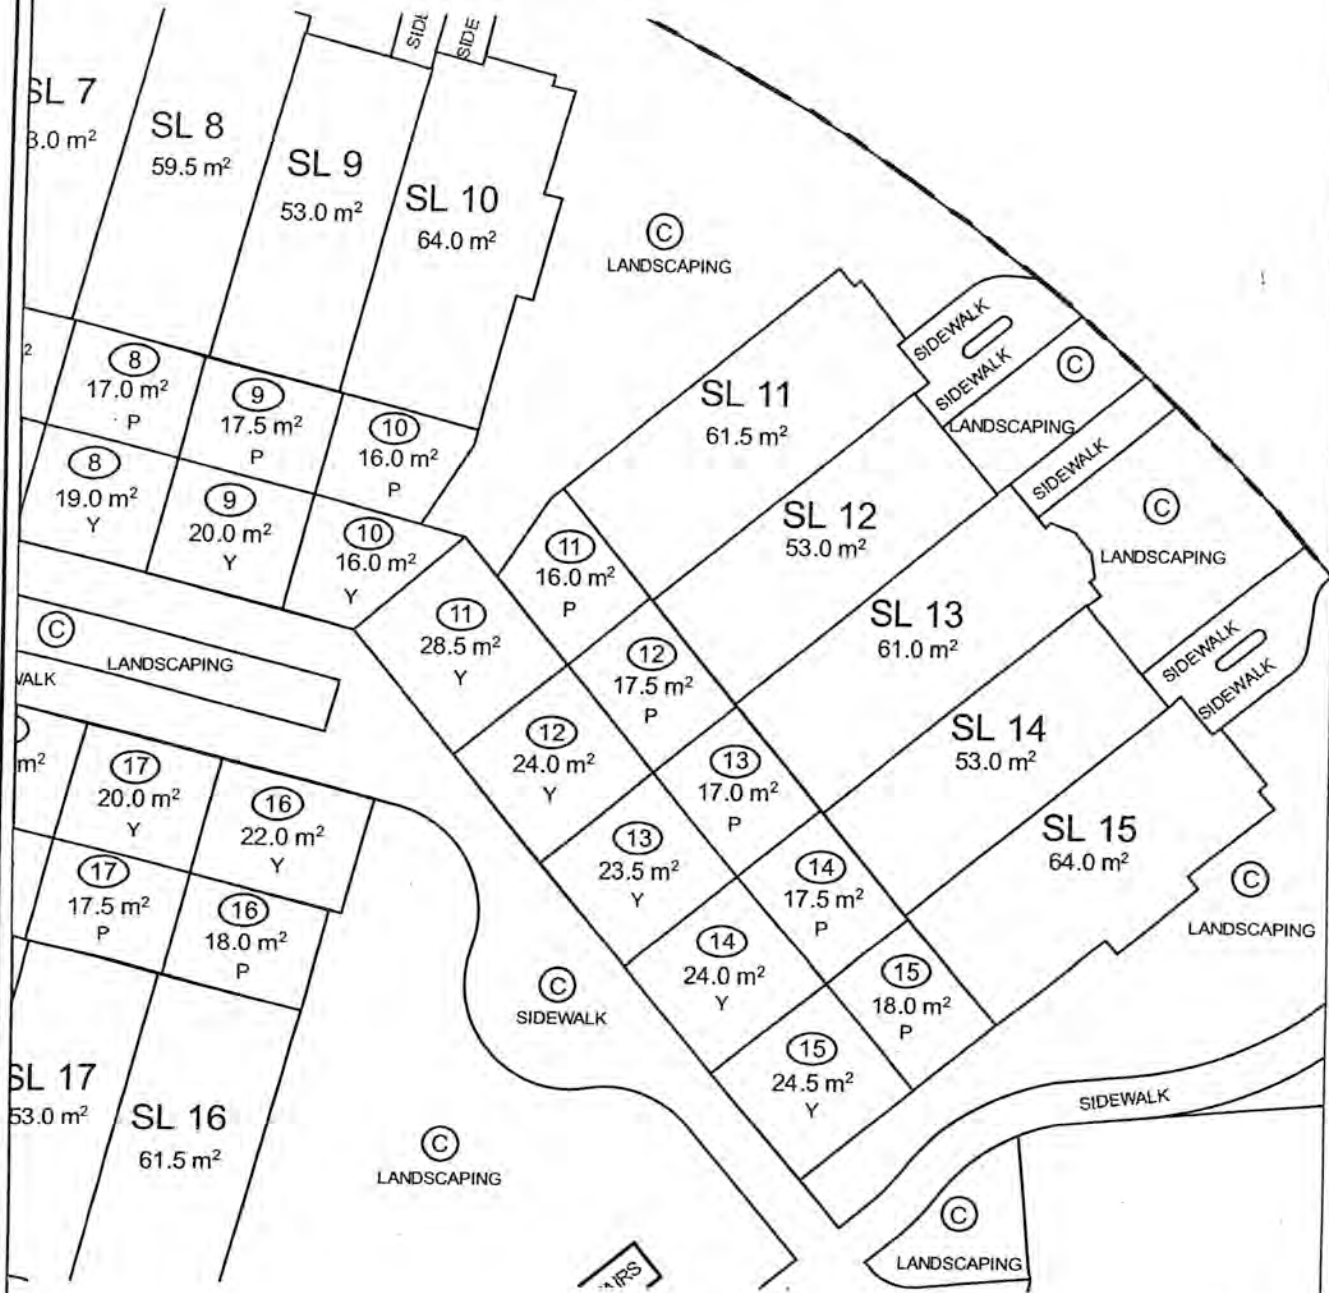 SIDE
SL 7
SL 8
59.5 m²
SL 9
53.0 m²
SL 10
64.0 m²
C
LANDSCAPING
SL 11
61.5 m²
SIDEWALK
SIDEWALK
C
LANDSCAPING
SIDEWALK
C
LANDSCAPING
SIDEWALK
SIDEWALK
8
17.0 m²
P
9
17.5 m²
P
10
16.0 m²
P
8
19.0 m²
Y
9
20.0 m²
Y
10
16.0 m²
Y
SL 12
53.0 m²
SL 13
61.0 m²
SL 14
53.0 m²
SL 15
64.0 m²
11
16.0 m²
P
12
17.5 m²
P
13
17.0 m²
P
14
17.5 m²
P
15
18.0 m²
P
11
28.5 m²
Y
12
24.0 m²
Y
13
23.5 m²
Y
14
24.0 m²
Y
15
24.5 m²
Y
C
LANDSCAPING
17
20.0 m²
Y
16
22.0 m²
Y
17
17.5 m²
P
16
18.0 m²
P
SL 17
53.0 m²
SL 16
61.5 m²
C
SIDEWALK
C
LANDSCAPING
C
LANDSCAPING
SIDEWALK
C
LANDSCAPING